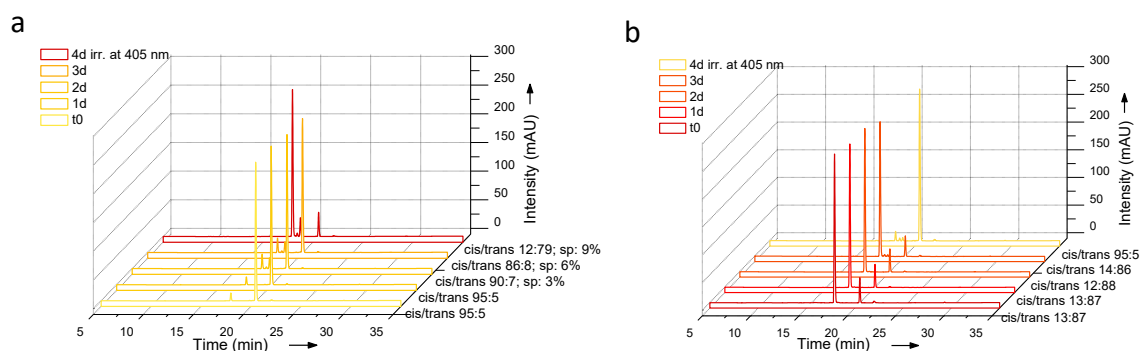 a
4d irr. at 405 nm
3d
2d
1d
t0
300
250
200
150
100
50
0
Intensity (mAU)
cis/trans 12:79; sp: 9%
cis/trans 86:8; sp: 6%
cis/trans 90:7; sp: 3%
cis/trans 95:5
cis/trans 95:5
5
10
15
20
25
30
35
Time (min)
b
4d irr. at 405 nm
3d
2d
1d
t0
300
250
200
150
100
50
0
Intensity (mAU)
cis/trans 95:5
cis/trans 14:86
cis/trans 12:88
cis/trans 13:87
cis/trans 13:87
5
10
15
20
25
30
35
Time (min)